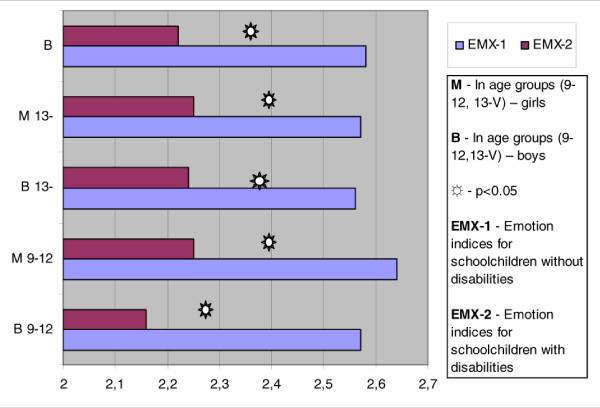 B
M 13-
B 13-
M 9-12
B 9-12
2 2,1 2,2 2,3 2,4 2,5 2,6 2,7
EMX-1 EMX-2
M - In age groups (9-
12, 13-V) – girls
B - In age groups (9-
12,13-V) – boys
- p<0.05
EMX-1 - Emotion
indices for
schoolchildren without
disabilities
EMX-2 - Emotion
indices for
schoolchildren with
disabilities